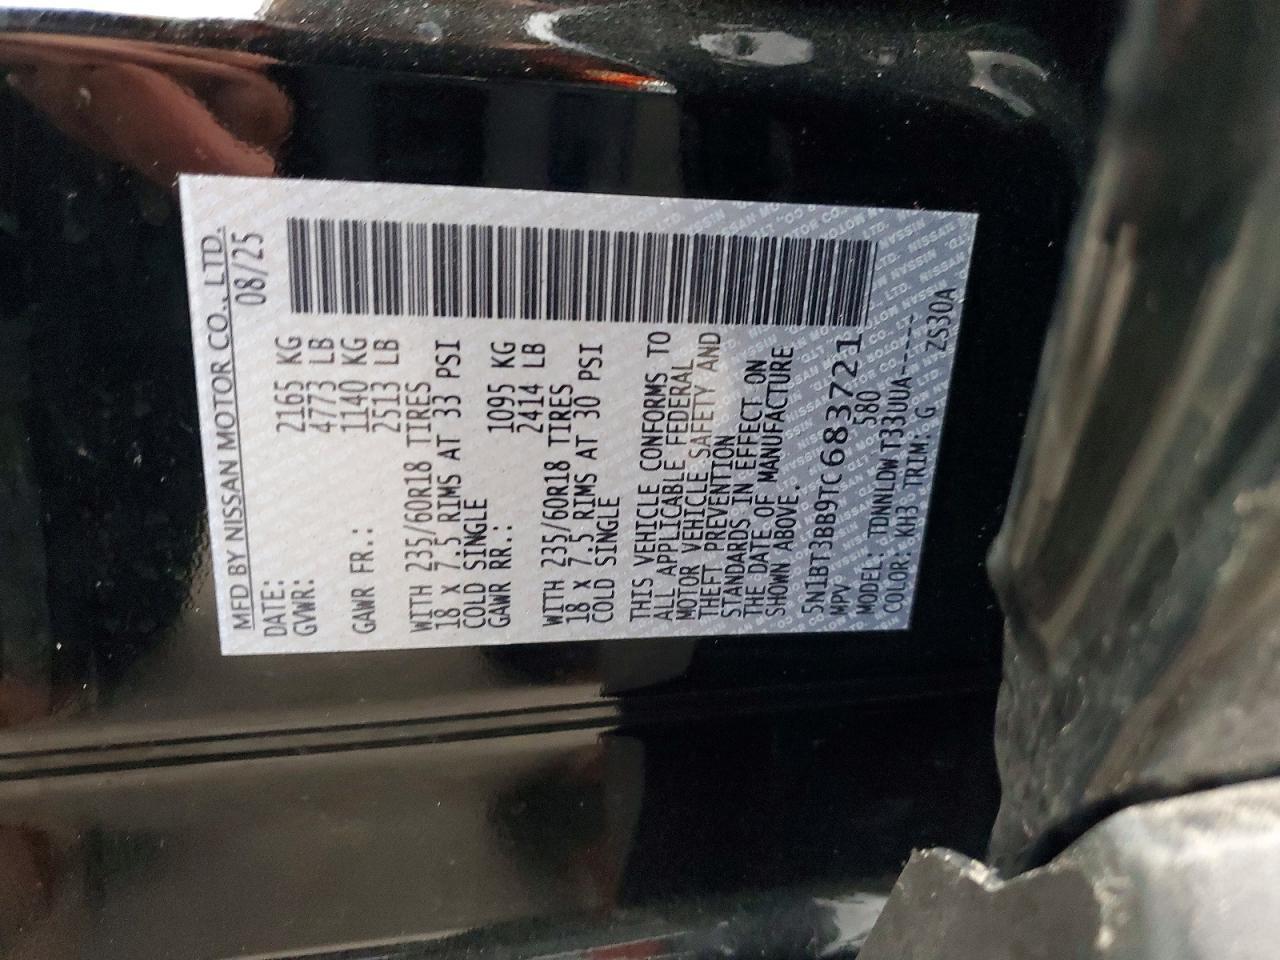 MFD BY NISSAN MOTOR CO., LTD.
DATE: 08/25
GVWR: 2165 KG
4773 LB
GAWR FR.: 1140 KG
2513 LB
WITH 235/60R18 TIRES
18 X 7.5 RIMS AT 33 PSI
COLD SINGLE
GAWR RR.: 1095 KG
2414 LB
WITH 235/60R18 TIRES
18 X 7.5 RIMS AT 30 PSI
COLD SINGLE
THIS VEHICLE CONFORMS TO
ALL APPLICABLE FEDERAL
MOTOR VEHICLE SAFETY AND
THEFT PREVENTION
STANDARDS IN EFFECT ON
THE DATE OF MANUFACTURE
SHOWN ABOVE.
5N1BT3BB9TC683721
MPV 580
MODEL: TDNNLDWT33UUA-----
COLOR: KH3 TRIM: G ZS30A